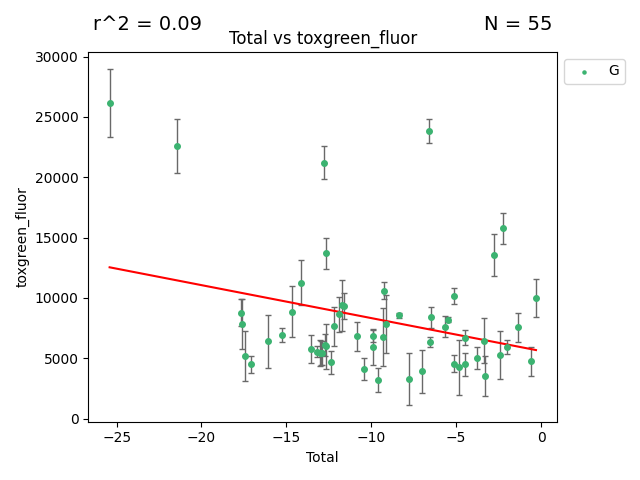 r^2 = 0.09
N = 55
Total vs toxgreen_fluor
G
30000
25000
20000
15000
10000
5000
0
toxgreen_fluor
−25
−20
−15
−10
−5
0
Total